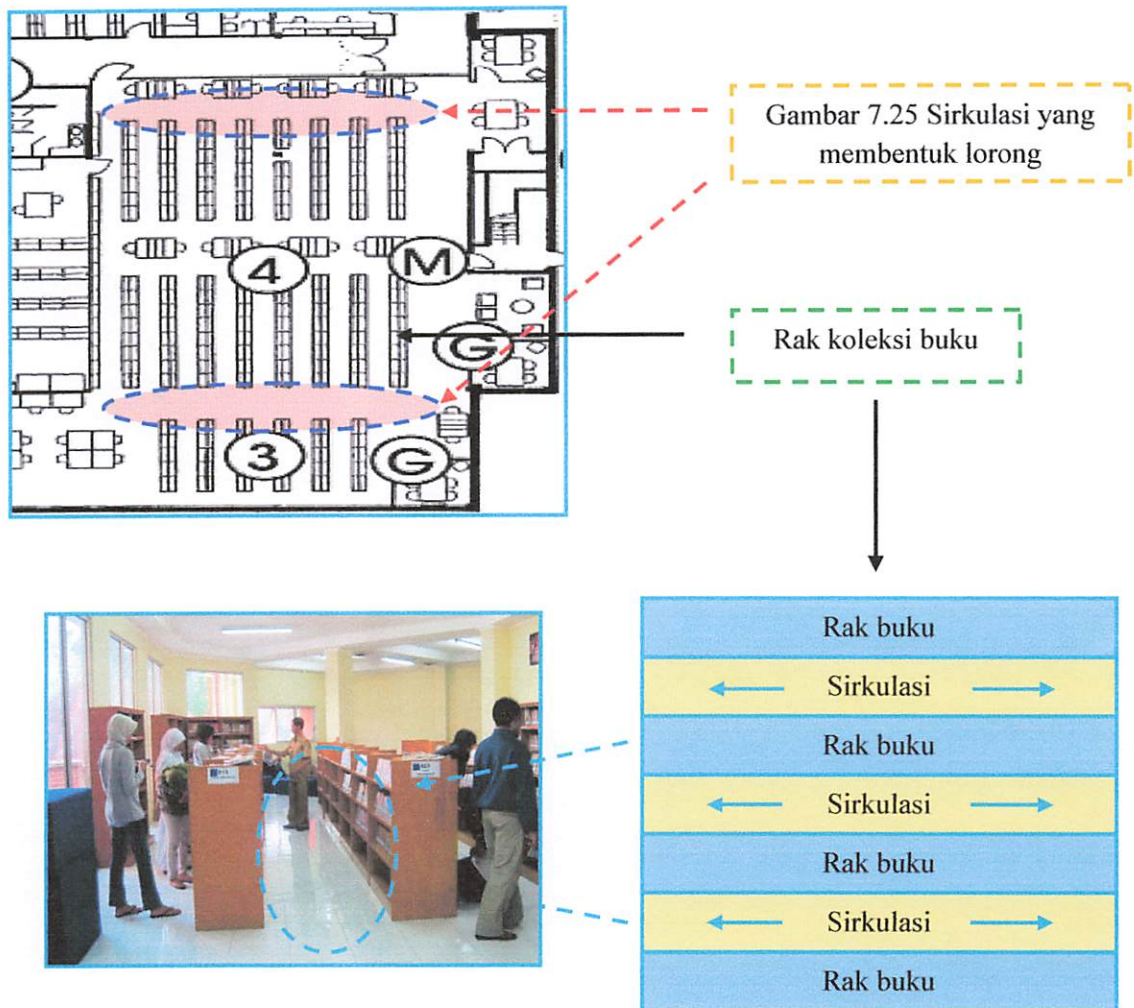 Gambar 7.25 Sirkulasi yang
membentuk lorong
4
M
G
Rak koleksi buku
3
G
Rak buku
Sirkulasi
Rak buku
Sirkulasi
Rak buku
Sirkulasi
Rak buku